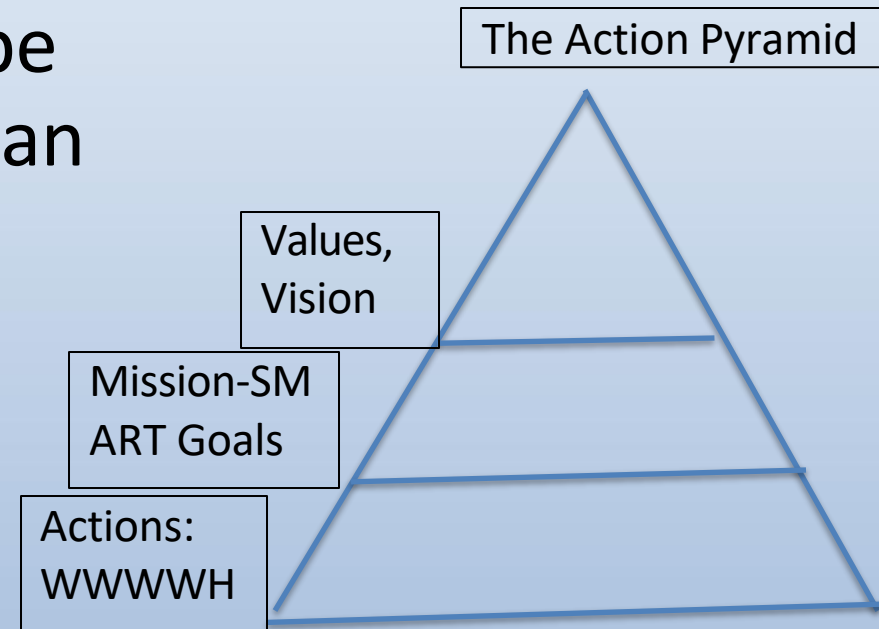 The Action Pyramid
Values,
Vision
Mission-SM
ART Goals
Actions:
WWWWH